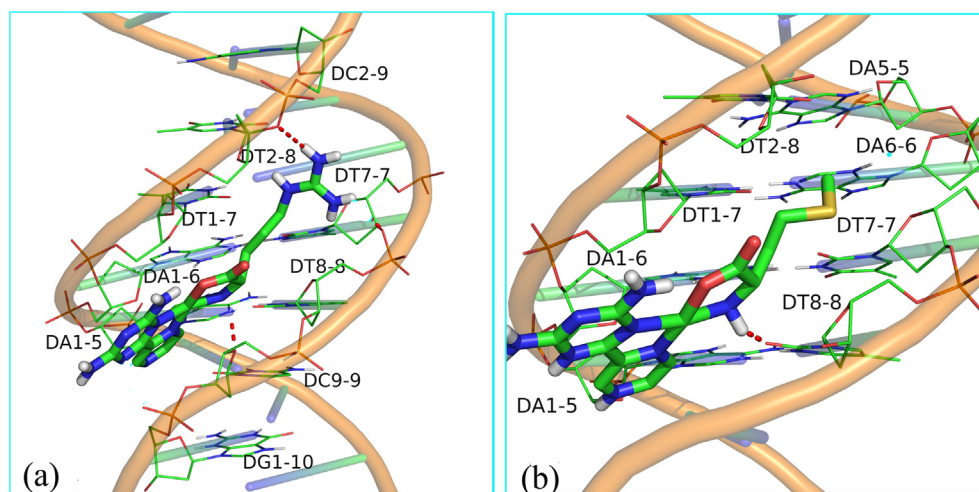 (a)
DC2-9
DT2-8
DT7-7
DT1-7
DA1-6
DT8-8
DA1-5
DC9-9
DG1-10
(b)
DA5-5
DT2-8
DA6-6
DT1-7
DT7-7
DA1-6
DT8-8
DA1-5